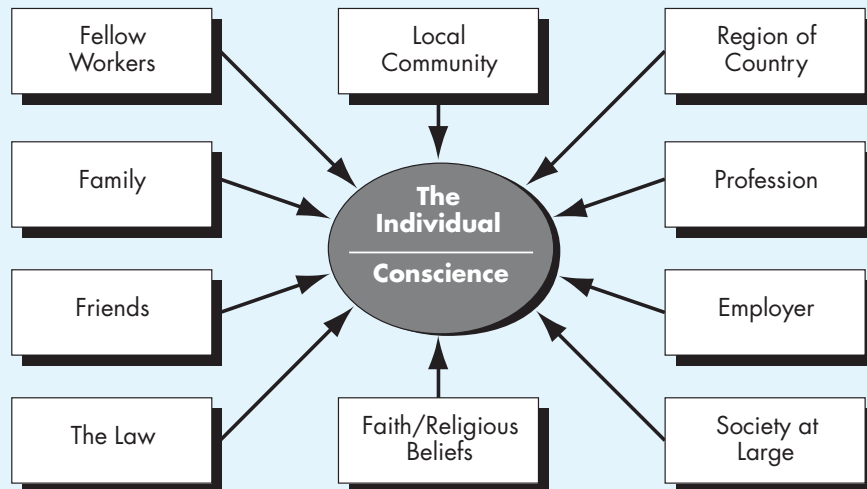 Fellow
Workers
Local
Community
Region of
Country
Family
The
Individual
Conscience
Profession
Friends
Employer
The Law
Faith/Religious
Beliefs
Society at
Large